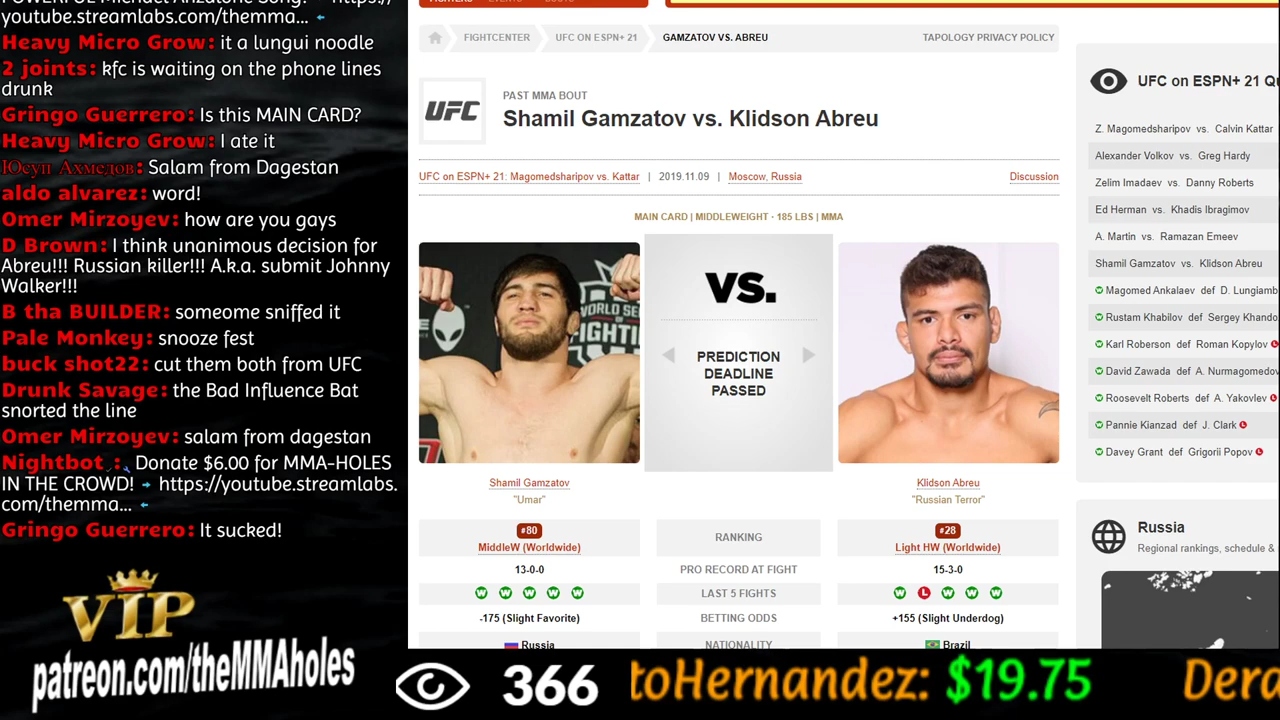 POWERFUL Michael Anzalone Song! https://
youtube.streamlabs.com/themma...
Heavy Micro Grow: it a lungui noodle
2 joints: kfc is waiting on the phone lines
drunk
Gringo Guerrero: Is this MAIN CARD?
Heavy Micro Grow: I ate it
Юсуп Ахмедов: Salam from Dagestan
aldo alvarez: word!
Omer Mirzoyev: how are you gays
D Brown: I think unanimous decision for
Abreu!!! Russian killer!!! A.k.a. submit Johnny
Walker!!!
B tha BUILDER: someone sniffed it
Pale Monkey: snooze fest
buck shot22: cut them both from UFC
Drunk Savage: the Bad Influence Bat
snorted the line
Omer Mirzoyev: salam from dagestan
Nightbot: Donate $6.00 for MMA-HOLES
IN THE CROWD! https://youtube.streamlabs.
com/themma...
Gringo Guerrero: It sucked!
VIP
patreon.com/theMMAholes
FIGHTCENTER
UFC ON ESPN+ 21
GAMZATOV VS. ABREU
TAPOLOGY PRIVACY POLICY
UFC
PAST MMA BOUT
Shamil Gamzatov vs. Klidson Abreu
UFC on ESPN+ 21: Magomedsharipov vs. Kattar | 2019.11.09 | Moscow, Russia
Discussion
MAIN CARD | MIDDLEWEIGHT · 185 LBS | MMA
WORLD SE
FIGHTIN
VS.
PREDICTION
DEADLINE
PASSED
Shamil Gamzatov
"Umar"
Klidson Abreu
"Russian Terror"
#80
MiddleW (Worldwide)
RANKING
#28
Light HW (Worldwide)
13-0-0
PRO RECORD AT FIGHT
15-3-0
W W W W W
LAST 5 FIGHTS
W L W W W
-175 (Slight Favorite)
BETTING ODDS
+155 (Slight Underdog)
Russia
NATIONALITY
Brazil
UFC on ESPN+ 21 Qu
Z. Magomedsharipov vs. Calvin Kattar
Alexander Volkov vs. Greg Hardy
Zelim Imadaev vs. Danny Roberts
Ed Herman vs. Khadis Ibragimov
A. Martin vs. Ramazan Emeev
Shamil Gamzatov vs. Klidson Abreu
W Magomed Ankalaev def D. Lungiamb
W Rustam Khabilov def Sergey Khando
W Karl Roberson def Roman Kopylov L
W David Zawada def A. Nurmagomedov
W Roosevelt Roberts def A. Yakovlev L
W Pannie Kianzad def J. Clark L
W Davey Grant def Grigorii Popov L
Russia
Regional rankings, schedule &
366
toHernandez: $19.75
Dera